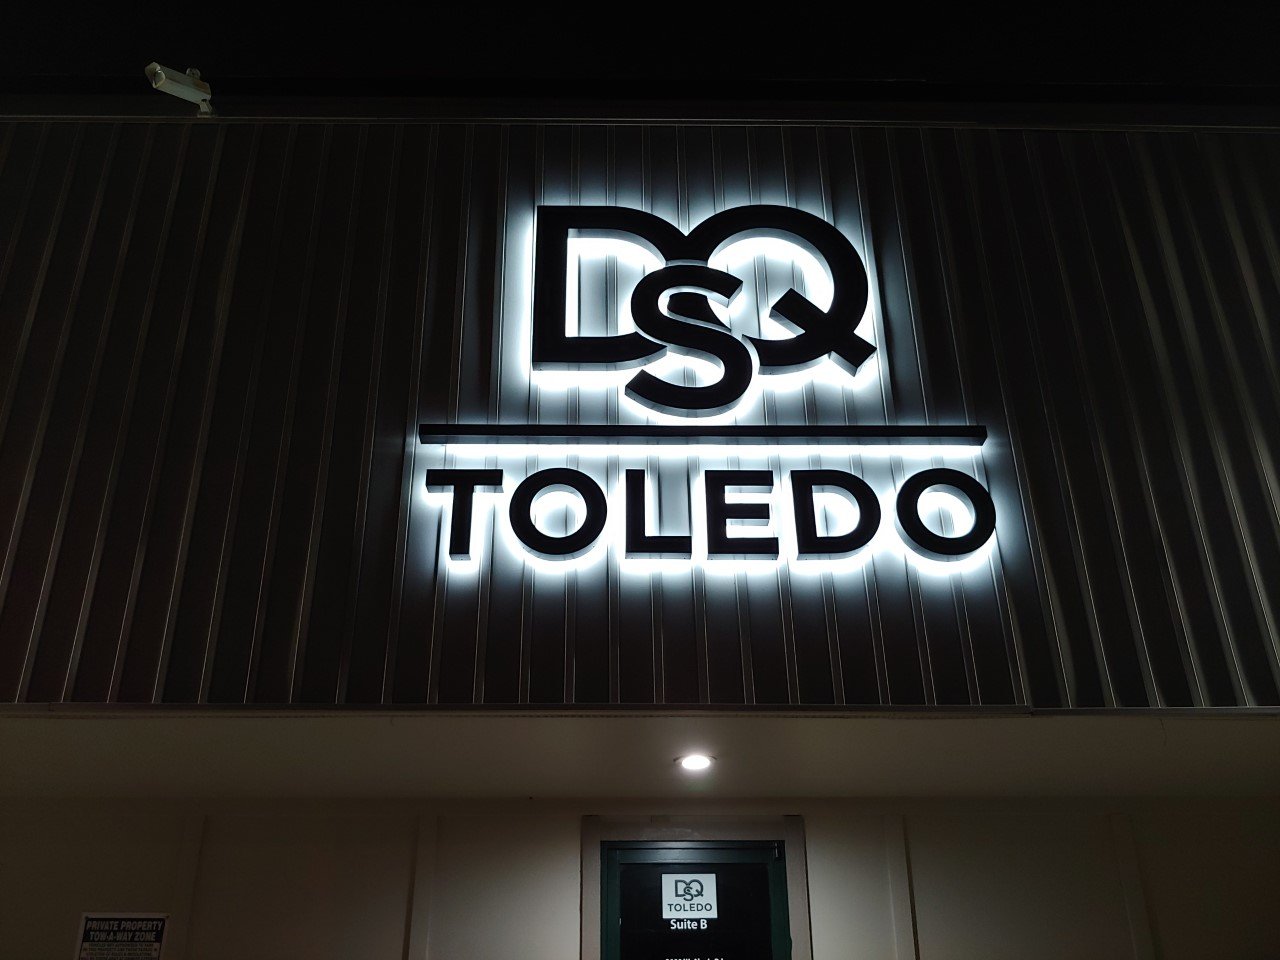 DSQ
TOLEDO
DSQ
TOLEDO
Suite B
PRIVATE PROPERTY
TOW-A-WAY ZONE